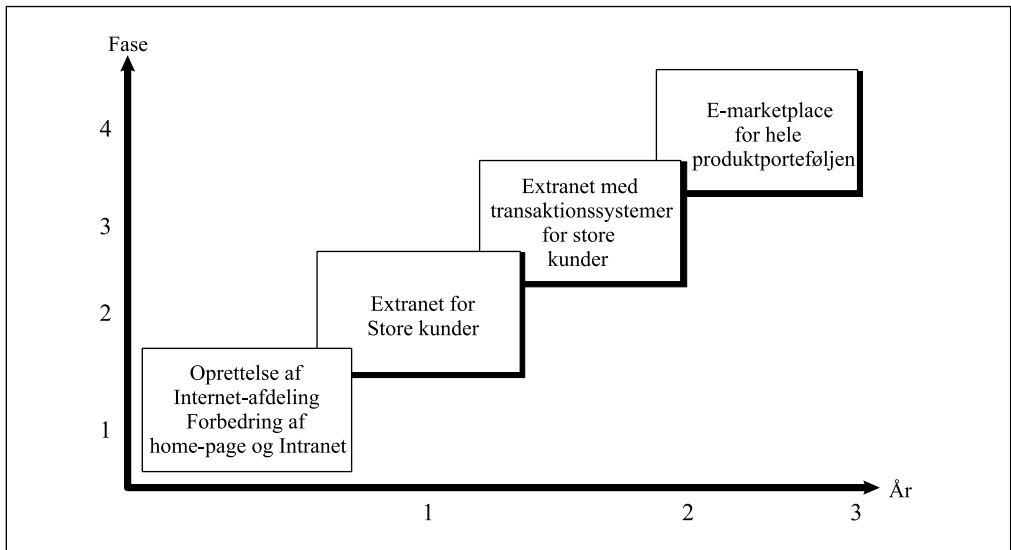 Fase
4
E-marketplace
for hele
produktporteføljen
3
Extranet med
transaktionssystemer
for store
kunder
2
Extranet for
Store kunder
1
Oprettelse af
Internet-afdeling
Forbedring af
home-page og Intranet
År
1
2
3